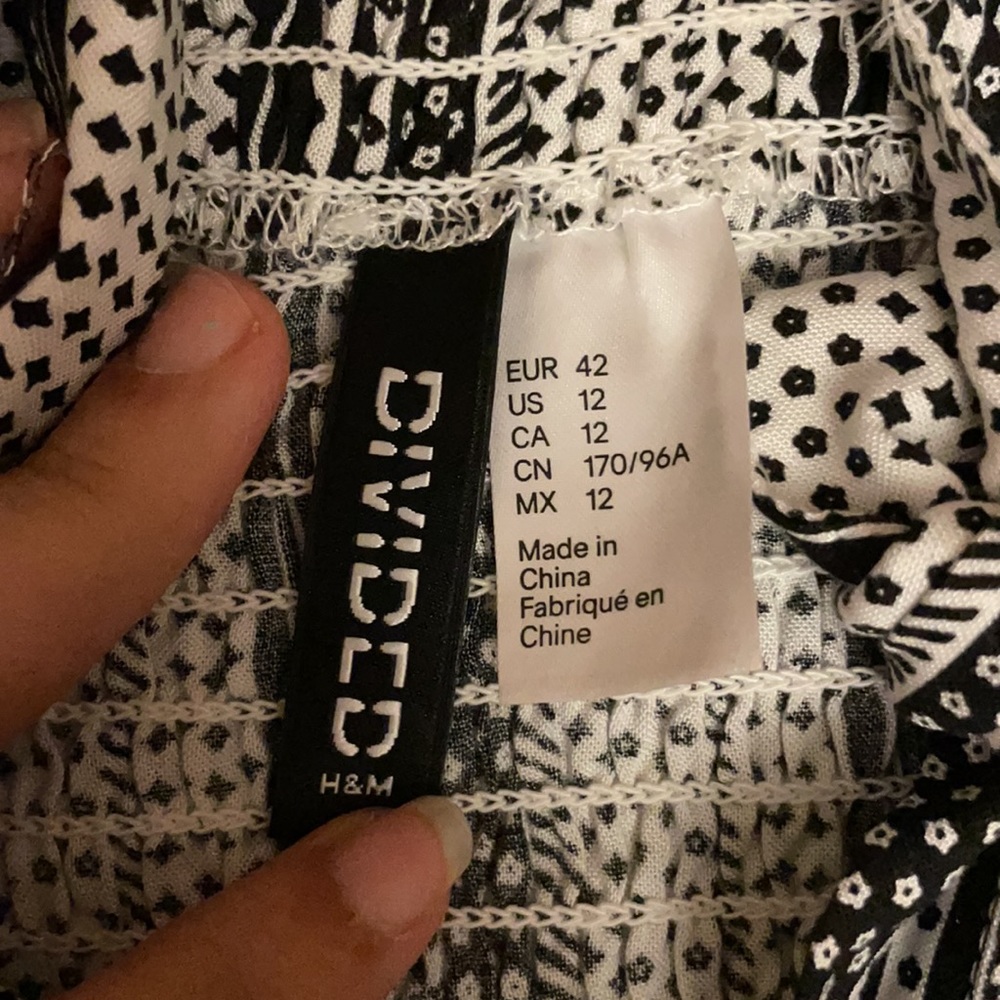 DIVIDED
H&M
EUR 42
US 12
CA 12
CN 170/96A
MX 12
Made in
China
Fabriqué en
Chine